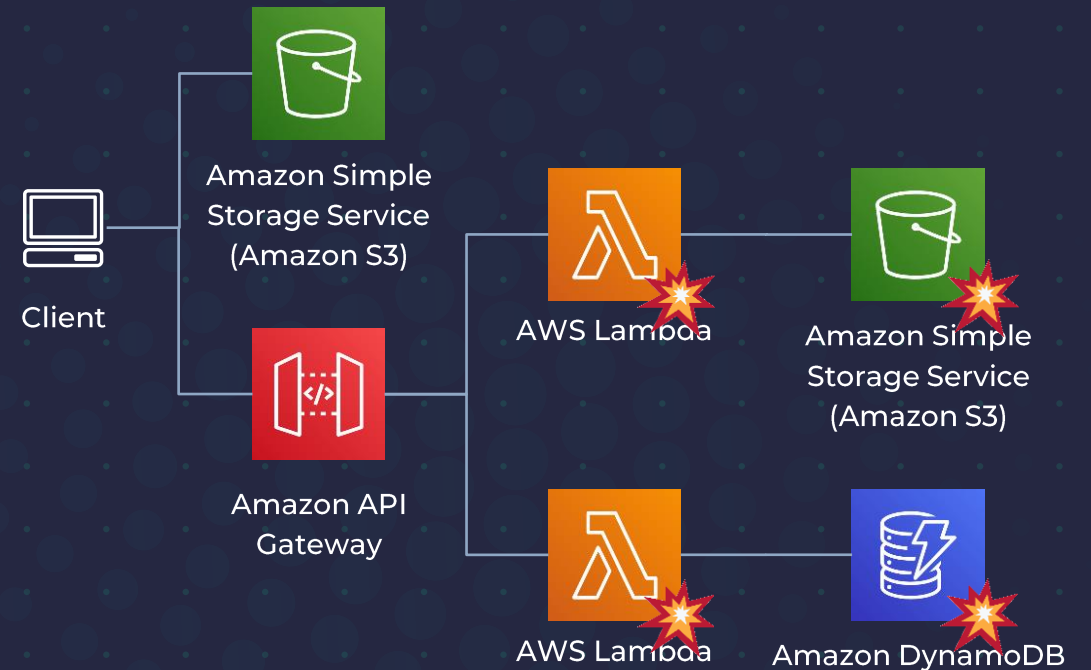 Amazon Simple
Storage Service
(Amazon S3)
Client
AWS Lambda
Amazon Simple
Storage Service
(Amazon S3)
</>
Amazon API
Gateway
AWS Lambda
Amazon DynamoDB